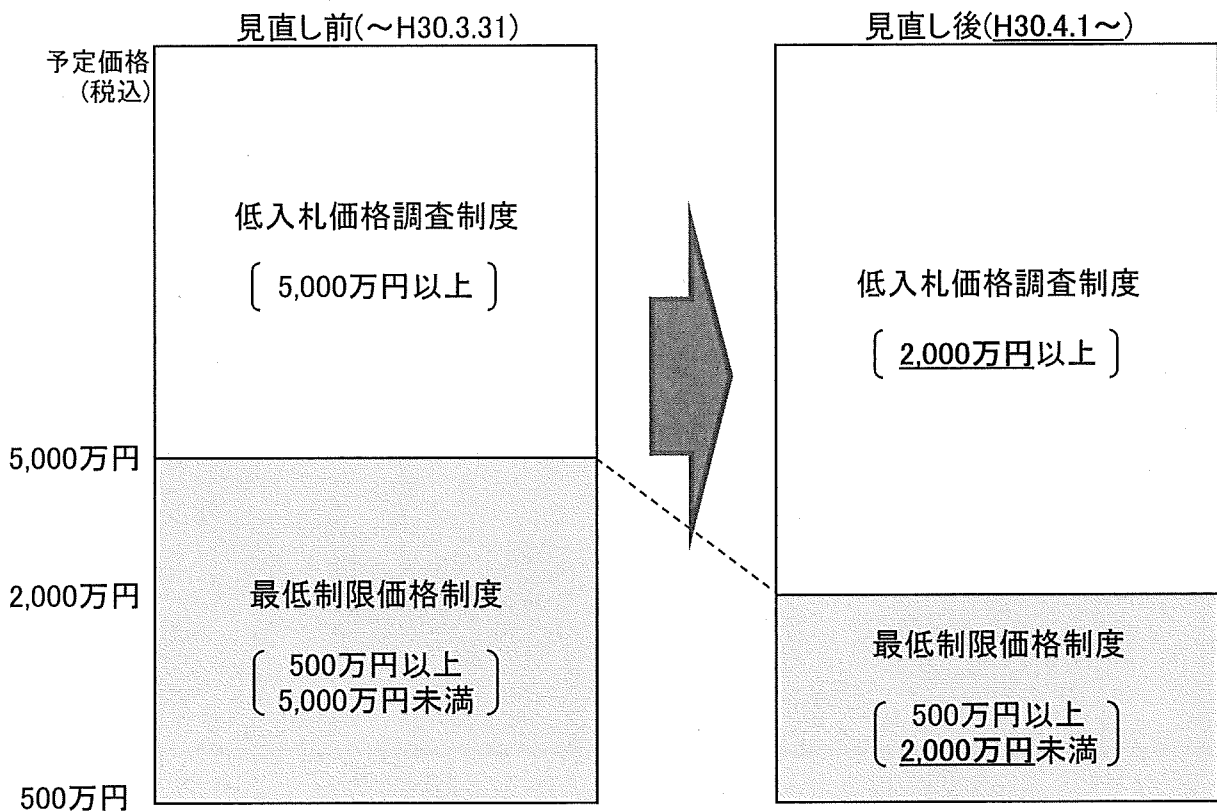 見直し前(～H30.3.31)
予定価格
(税込)
低入札価格調査制度
5,000万円以上
5,000万円
2,000万円
最低制限価格制度
500万円以上
5,000万円未満
500万円
見直し後(H30.4.1～)
低入札価格調査制度
2,000万円以上
最低制限価格制度
500万円以上
2,000万円未満